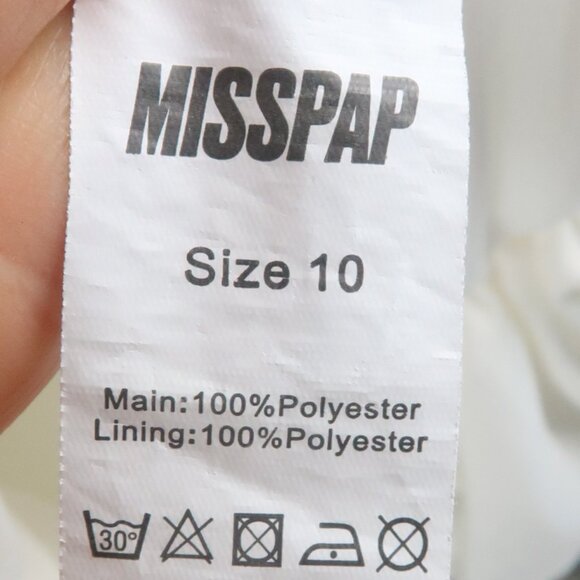 MISSPAP
Size 10
Main:100%Polyester
Lining:100%Polyester
30°